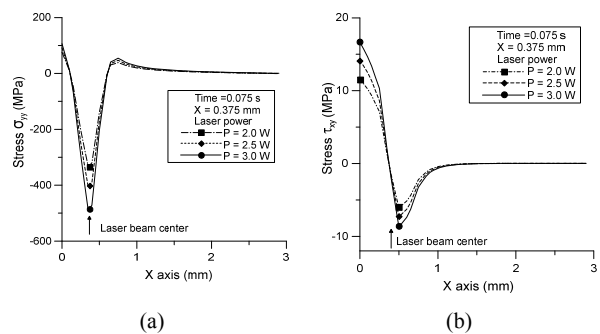 (a)
Stress σyy (MPa)
200
0
-200
-400
-600
Time =0.075 s
X = 0.375 mm
Laser power
P = 2.0 W
P = 2.5 W
P = 3.0 W
Laser beam center
0 1 2 3
X axis (mm)
(a)
(b)
Stress τxy (MPa)
20
10
0
-10
Time =0.075 s
X = 0.375 mm
Laser power
P = 2.0 W
P = 2.5 W
P = 3.0 W
Laser beam center
0 1 2 3
X axis (mm)
(b)